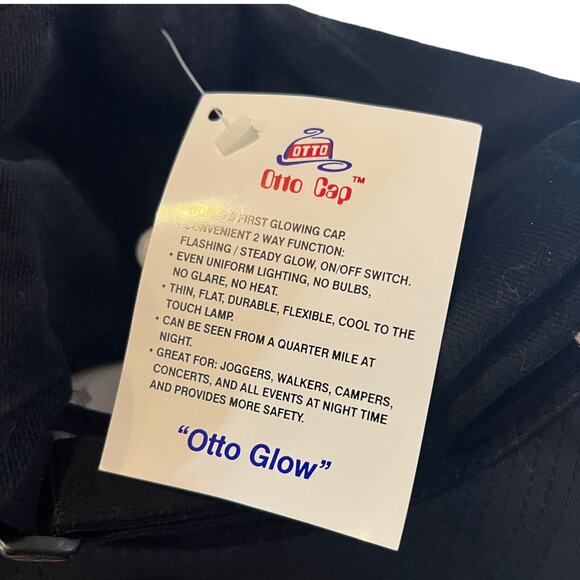 OTTO
Otto Cap™
FIRST GLOWING CAP.
CONVENIENT 2 WAY FUNCTION:
FLASHING / STEADY GLOW, ON/OFF SWITCH.
• EVEN UNIFORM LIGHTING, NO BULBS,
NO GLARE, NO HEAT.
• THIN, FLAT, DURABLE, FLEXIBLE, COOL TO THE
TOUCH LAMP.
• CAN BE SEEN FROM A QUARTER MILE AT
NIGHT.
• GREAT FOR: JOGGERS, WALKERS, CAMPERS,
CONCERTS, AND ALL EVENTS AT NIGHT TIME
AND PROVIDES MORE SAFETY.
"Otto Glow"